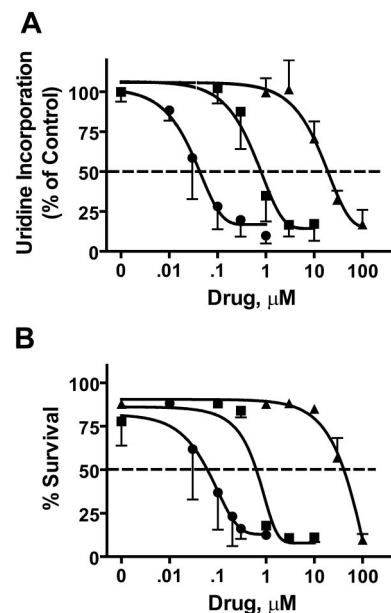 A
Uridine Incorporation
(% of Control)
100
75
50
25
0
0 .01 .1 1 10 100
Drug, μM
B
% Survival
100
75
50
25
0
0 .01 .1 1 10 100
Drug, μM